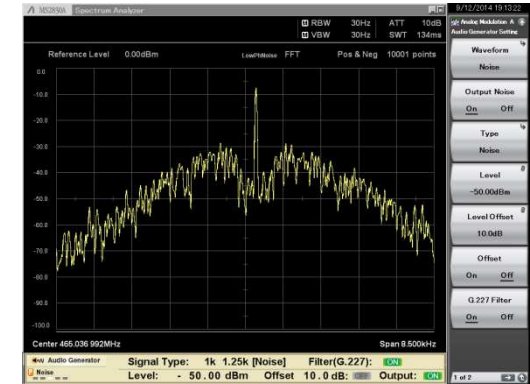 MS2830A Spectrum Analyzer
9/12/2014 19:13:22
RBW 30Hz ATT 10dB
VBW 30Hz SWT 134ms
Reference Level 0.00dBm LowPhNoise FFT Pos & Neg 10001 points
0.0
-10.0
-20.0
-30.0
-40.0
-50.0
-60.0
-70.0
-80.0
-90.0
-100.0
Center 465.036 992MHz Span 8.500kHz
Audio Generator
Noise
Signal Type: 1k 1.25k [Noise] Filter(G.227): ON
Level: - 50.00 dBm Offset 10.0 dB: OFF Output: ON
Analog Modulation A
Audio Generator Setting
Waveform
Noise
Output Noise
On Off
Type
Noise
Level
-50.00dBm
Level Offset
10.0dB
Offset
On Off
G.227 Filter
On Off
1 of 2